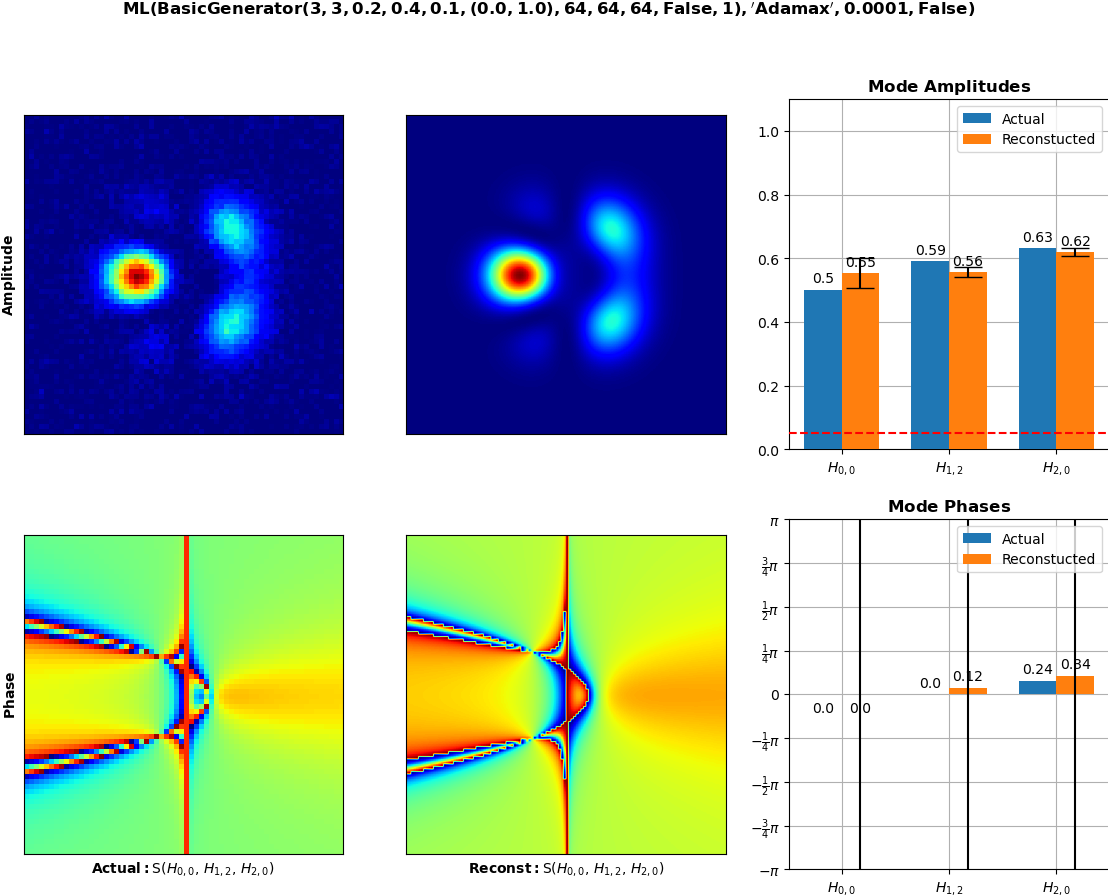 ML(BasicGenerator(3, 3, 0.2, 0.4, 0.1, (0.0, 1.0), 64, 64, 64, False, 1), 'Adamax', 0.0001, False)
Amplitude
Mode Amplitudes
Actual
Reconstucted
1.0
0.8
0.6
0.4
0.2
0.0
0.5
0.55
0.59
0.56
0.63
0.62
H0,0
H1,2
H2,0
Phase
Actual: S(H0,0, H1,2, H2,0)
Reconst: S(H0,0, H1,2, H2,0)
Mode Phases
Actual
Reconstucted
π
3/4π
1/2π
1/4π
0
−1/4π
−1/2π
−3/4π
−π
0.0
0.0
0.0
0.12
0.24
0.34
H0,0
H1,2
H2,0